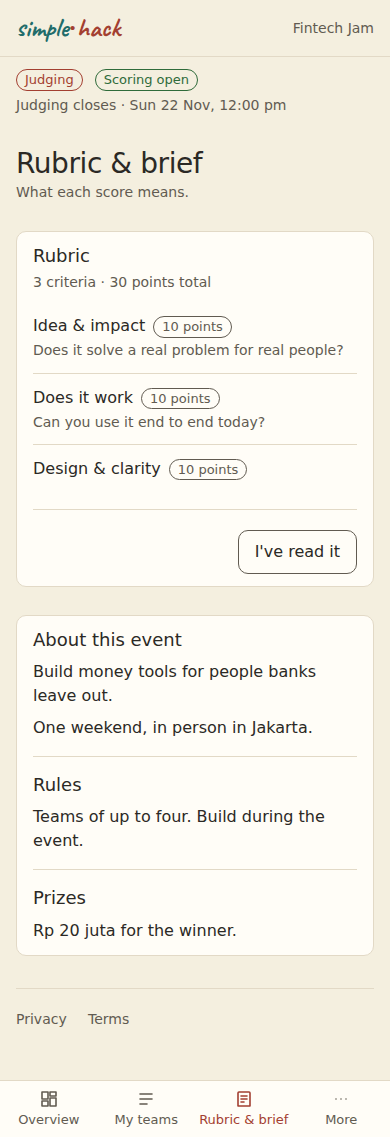 simple·hack
Fintech Jam
Judging
Scoring open
Judging closes · Sun 22 Nov, 12:00 pm
Rubric & brief
What each score means.
Rubric
3 criteria · 30 points total
Idea & impact 10 points
Does it solve a real problem for real people?
Does it work 10 points
Can you use it end to end today?
Design & clarity 10 points
I've read it
About this event
Build money tools for people banks
leave out.
One weekend, in person in Jakarta.
Rules
Teams of up to four. Build during the
event.
Prizes
Rp 20 juta for the winner.
Privacy
Terms
Overview
My teams
Rubric & brief
More